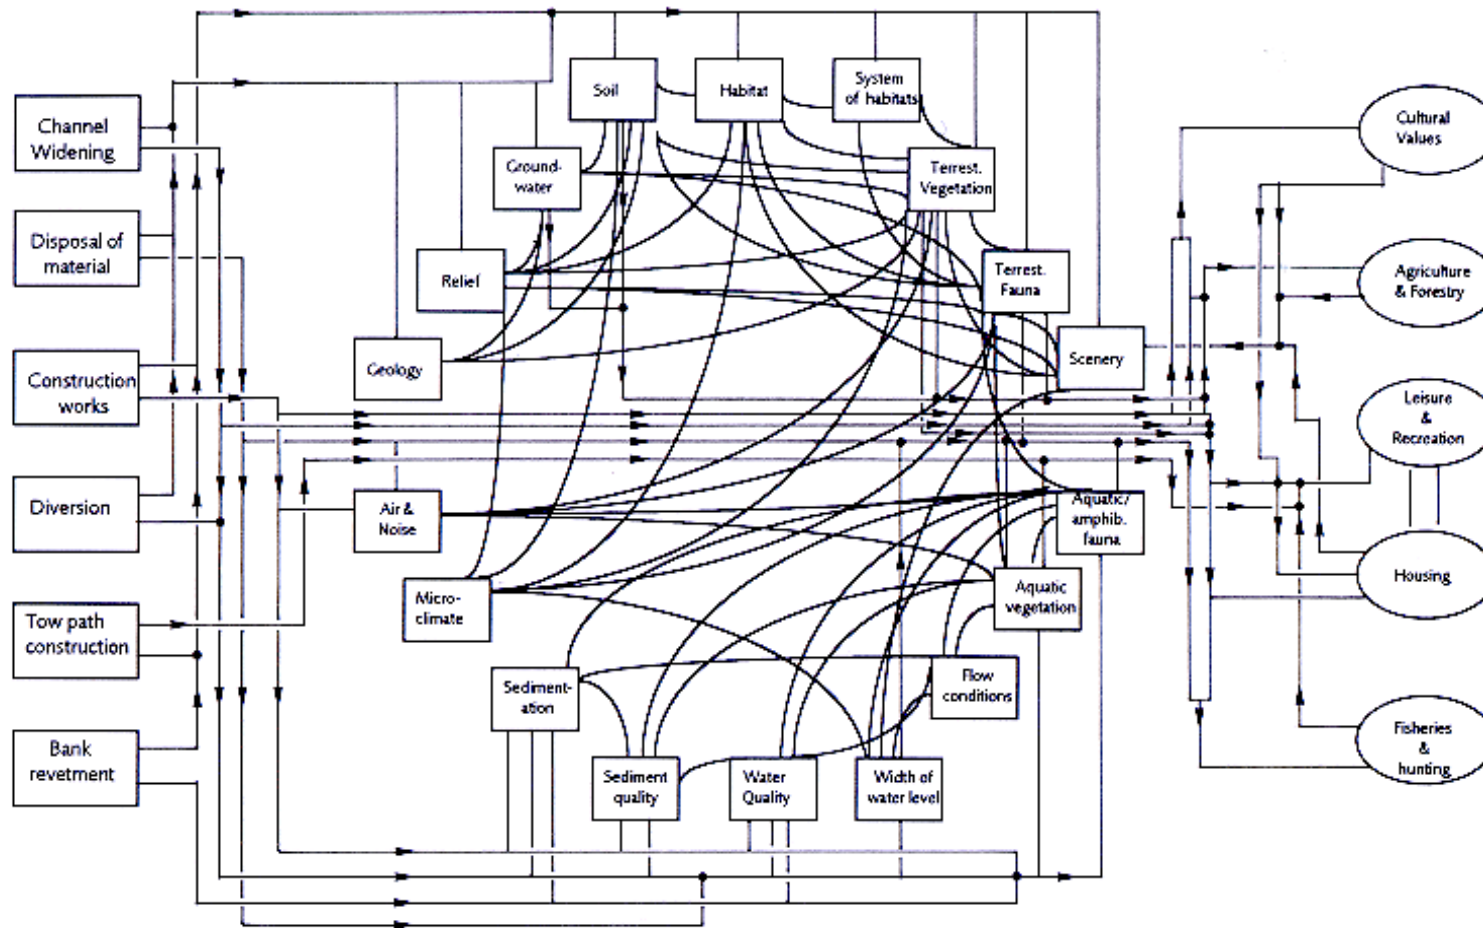 Channel
Widening
Disposal of
material
Construction
works
Diversion
Tow path
construction
Bank
revetment
Soil
Habitat
System
of habitats
Ground-
water
Terrest.
Vegetation
Relief
Terrest.
Fauna
Geology
Scenery
Air &
Noise
Aquatic/
amphib.
fauna
Micro-
climate
Aquatic
vegetation
Sediment-
ation
Flow
conditions
Sediment
quality
Water
Quality
Width of
water level
Cultural
Values
Agriculture
& Forestry
Leisure
&
Recreation
Housing
Fisheries
&
hunting